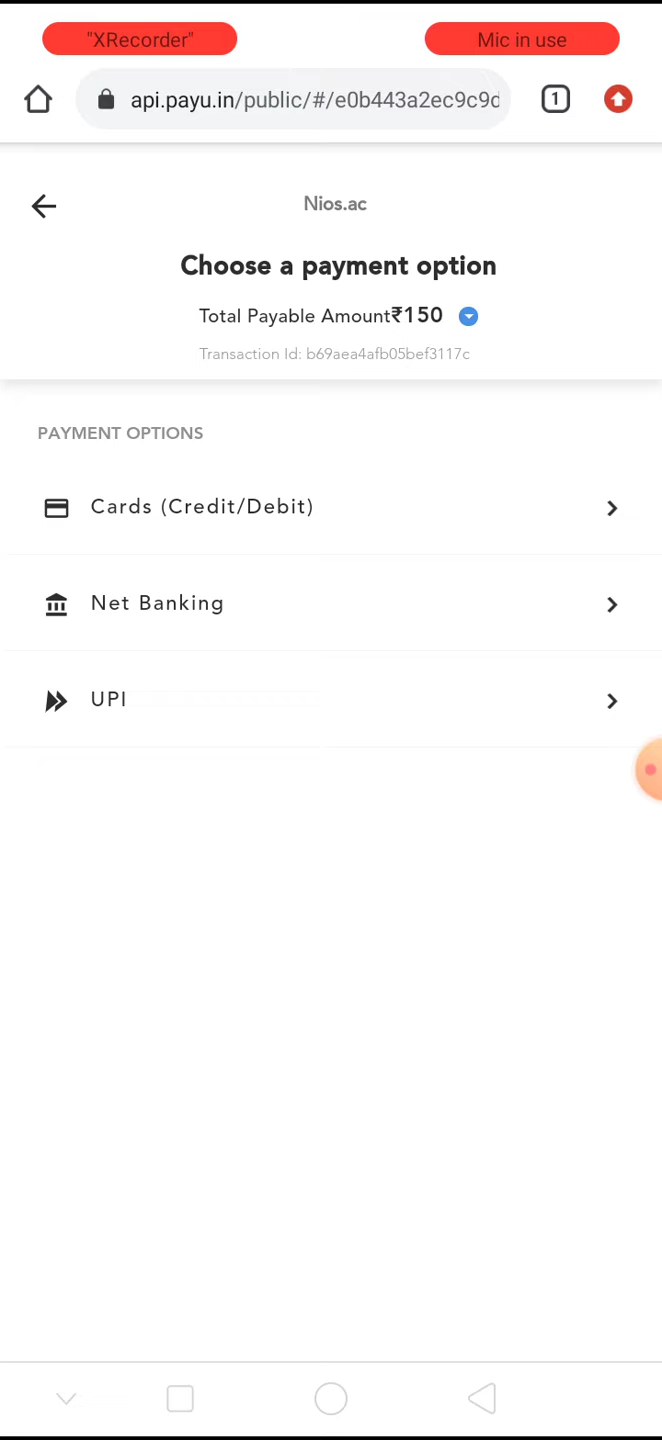 "XRecorder"
Mic in use
api.payu.in/public/#/e0b443a2ec9c9d
1
Nios.ac
Choose a payment option
Total Payable Amount₹150
Transaction Id: b69aea4afb05bef3117c
PAYMENT OPTIONS
Cards (Credit/Debit)
Net Banking
UPI